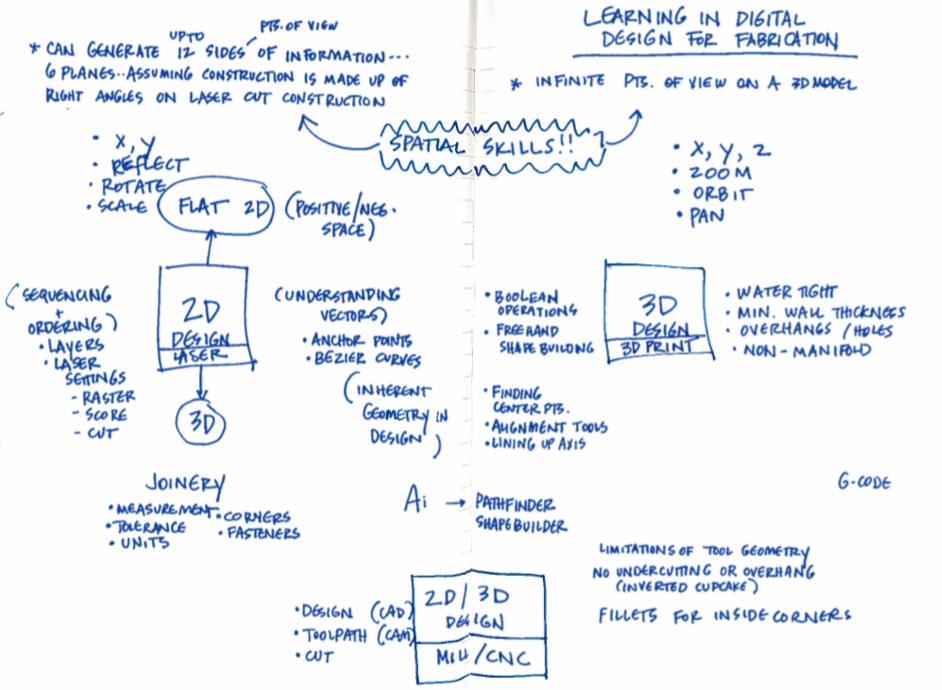 LEARNING IN DIGITAL
DESIGN FOR FABRICATION
UP TO
PTS. OF VIEW
* CAN GENERATE 12 SIDES OF INFORMATION...
6 PLANES.. ASSUMING CONSTRUCTION IS MADE UP OF
RIGHT ANGLES ON LASER CUT CONSTRUCTION
* INFINITE PTS. OF VIEW ON A 3D MODEL
SPATIAL SKILLS!!
• X, Y
• REFLECT
• ROTATE
• SCALE
FLAT 2D
(POSITIVE/NEG.
SPACE)
• X, Y, Z
• ZOOM
• ORBIT
• PAN
(SEQUENCING
+
ORDERING)
• LAYERS
• LASER
SETTINGS
- RASTER
- SCORE
- CUT
2D
DESIGN
LASER
3D
(UNDERSTANDING
VECTORS)
• ANCHOR POINTS
• BEZIER CURVES
(INHERENT
GEOMETRY IN
DESIGN)
• BOOLEAN
OPERATIONS
• FREEHAND
SHAPE BUILDING
3D
DESIGN
3D PRINT
• WATER TIGHT
• MIN. WALL THICKNESS
• OVERHANGS / HOLES
• NON-MANIFOLD
• FINDING
CENTER PTS.
• ALIGNMENT TOOLS
• LINING UP AXIS
JOINERY
• MEASUREMENT
• TOLERANCE
• UNITS
• CORNERS
• FASTENERS
Ai → PATHFINDER
SHAPEBUILDER
G-CODE
LIMITATIONS OF TOOL GEOMETRY
NO UNDERCUTTING OR OVERHANG
(INVERTED CUPCAKE)
FILLETS FOR INSIDE CORNERS
• DESIGN (CAD)
• TOOLPATH (CAM)
• CUT
2D/3D
DESIGN
MILL/CNC